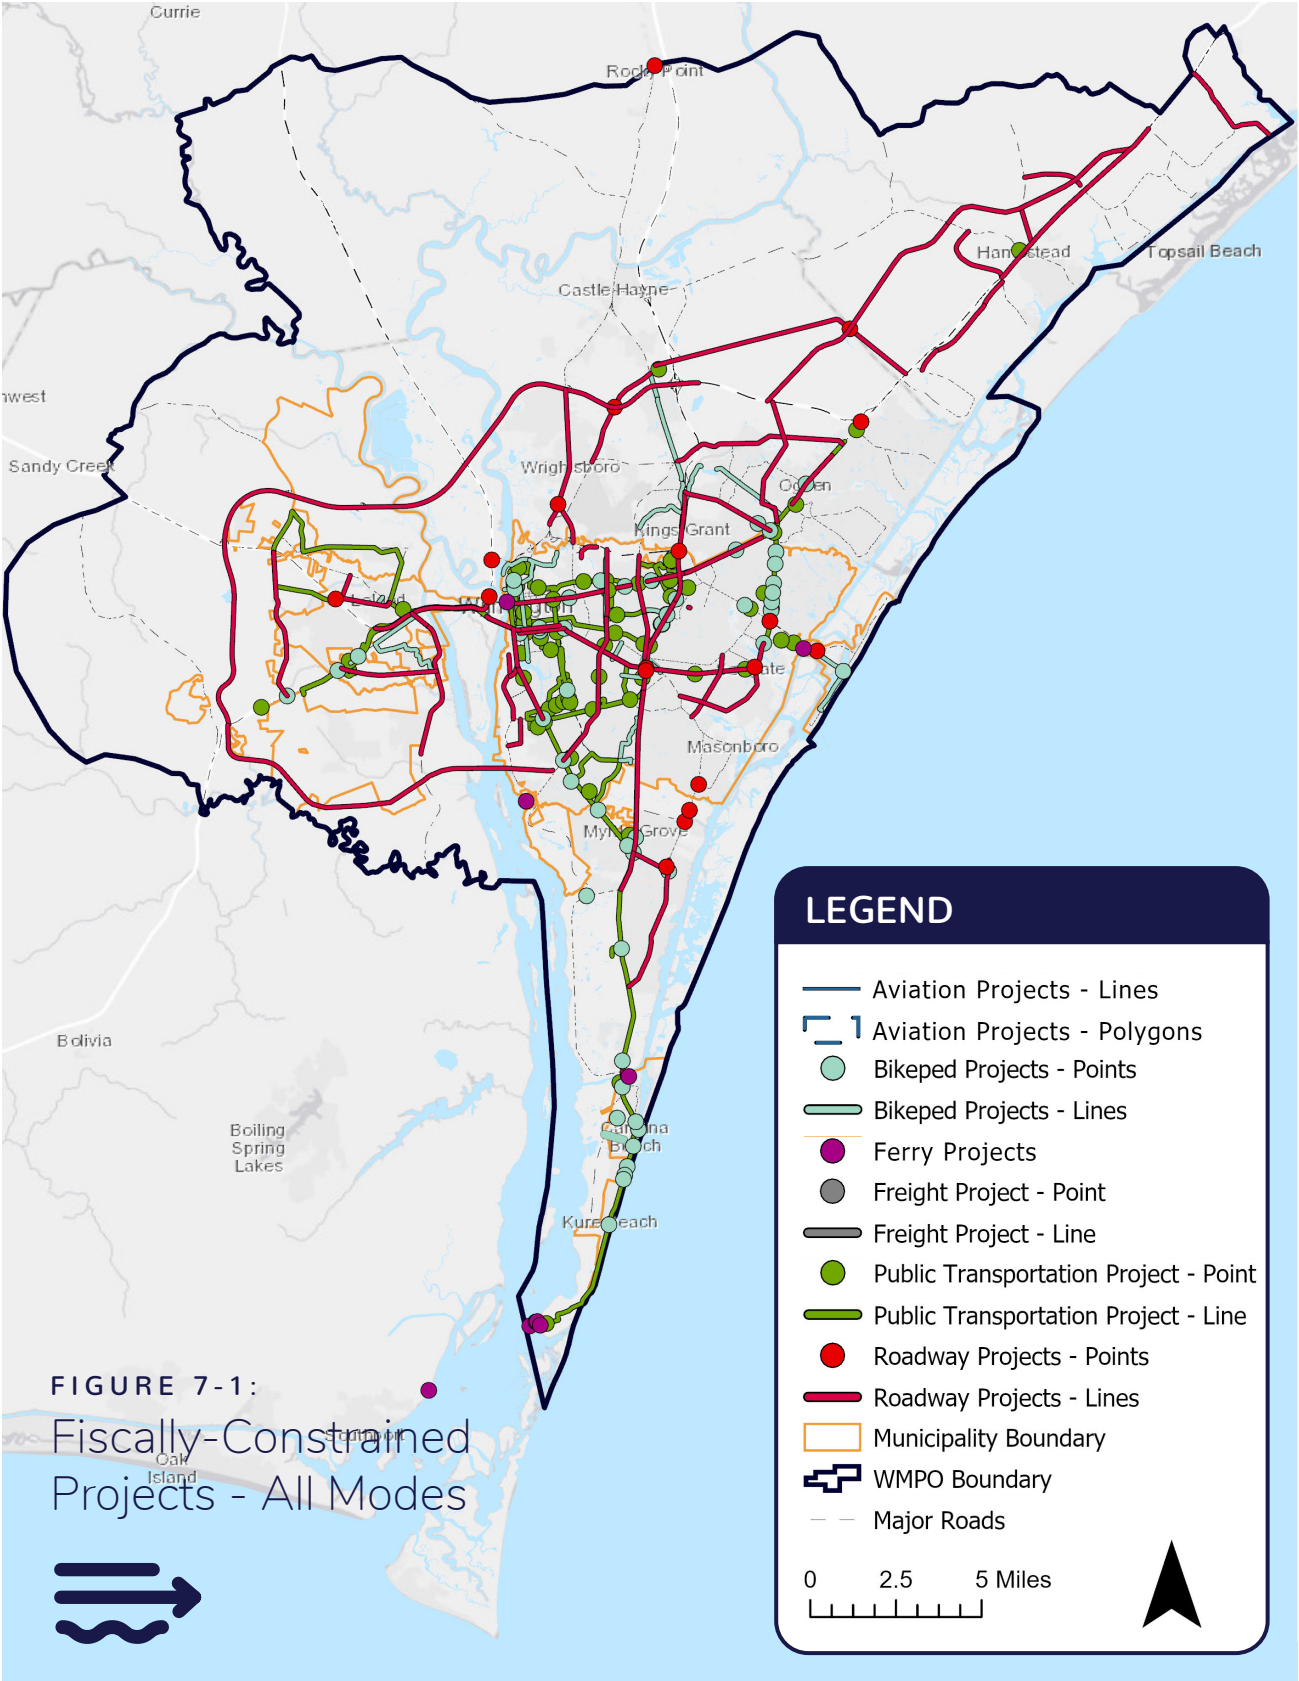 Currie
Rocky Point
Castle Hayne
Hampstead
Topsail Beach
nwest
Sandy Creek
Wrightsboro
Ogden
Kings Grant
Leland
Wilmington
Masonboro
Myrtle Grove
Bolivia
Boiling
Spring
Lakes
Carolina
Beach
Kure Beach
Southport
Oak
Island
FIGURE 7-1:
Fiscally-Constrained
Projects - All Modes
LEGEND
Aviation Projects - Lines
Aviation Projects - Polygons
Bikeped Projects - Points
Bikeped Projects - Lines
Ferry Projects
Freight Project - Point
Freight Project - Line
Public Transportation Project - Point
Public Transportation Project - Line
Roadway Projects - Points
Roadway Projects - Lines
Municipality Boundary
WMPO Boundary
Major Roads
0 2.5 5 Miles